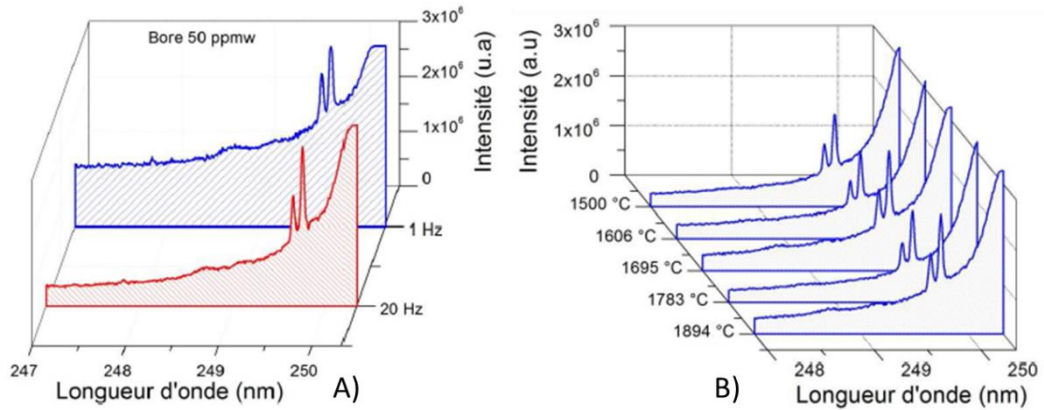 Bore 50 ppmw
3x10⁶
2x10⁶
1x10⁶
0
Intensité (u.a)
1 Hz
20 Hz
247
248
249
250
Longueur d'onde (nm)
A)
3x10⁶
2x10⁶
1x10⁶
0
Intensité (a.u)
1500 °C
1606 °C
1695 °C
1783 °C
1894 °C
248
249
250
Longueur d'onde (nm)
B)